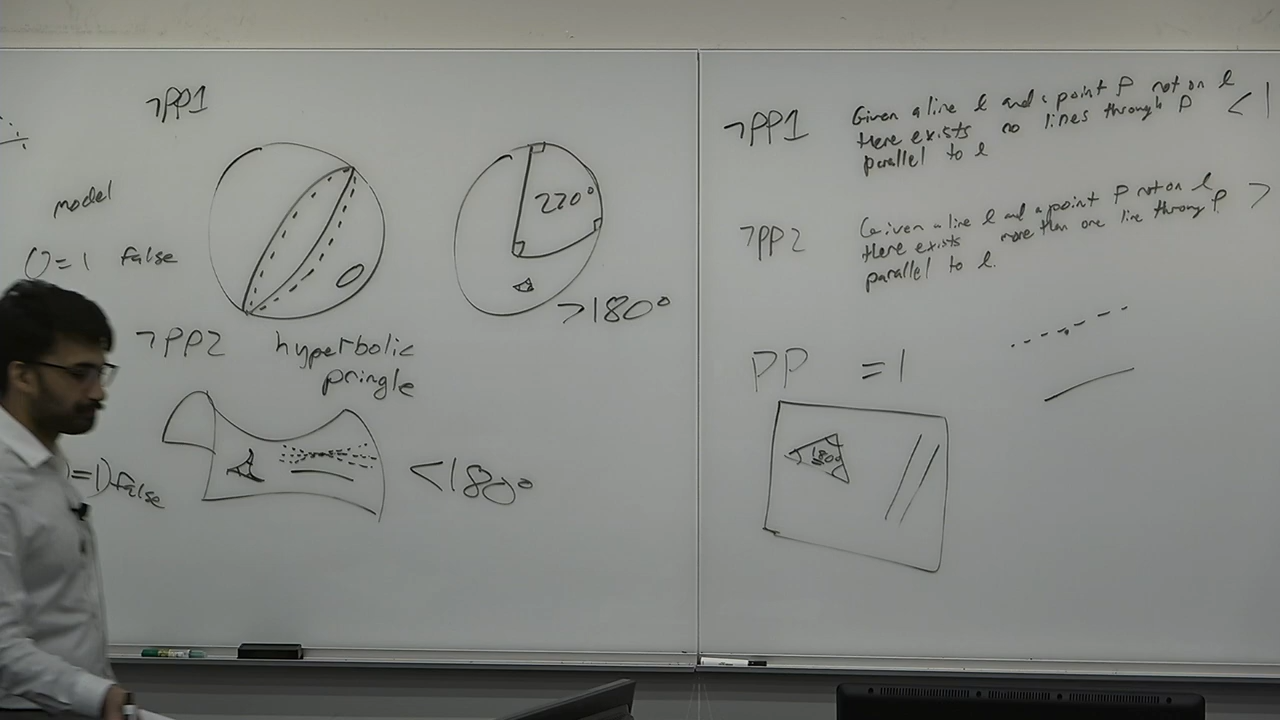 ¬PP1
model
0=1 false
220°
>180°
¬PP2 hyperbolic
pringle
=1) false
<180°
¬PP1 Given a line l and a point P not on l
there exists no lines through P <1
parallel to l
¬PP2 Given a line l and a point P not on l
there exists more than one line through P >
parallel to l.
PP =1
180°